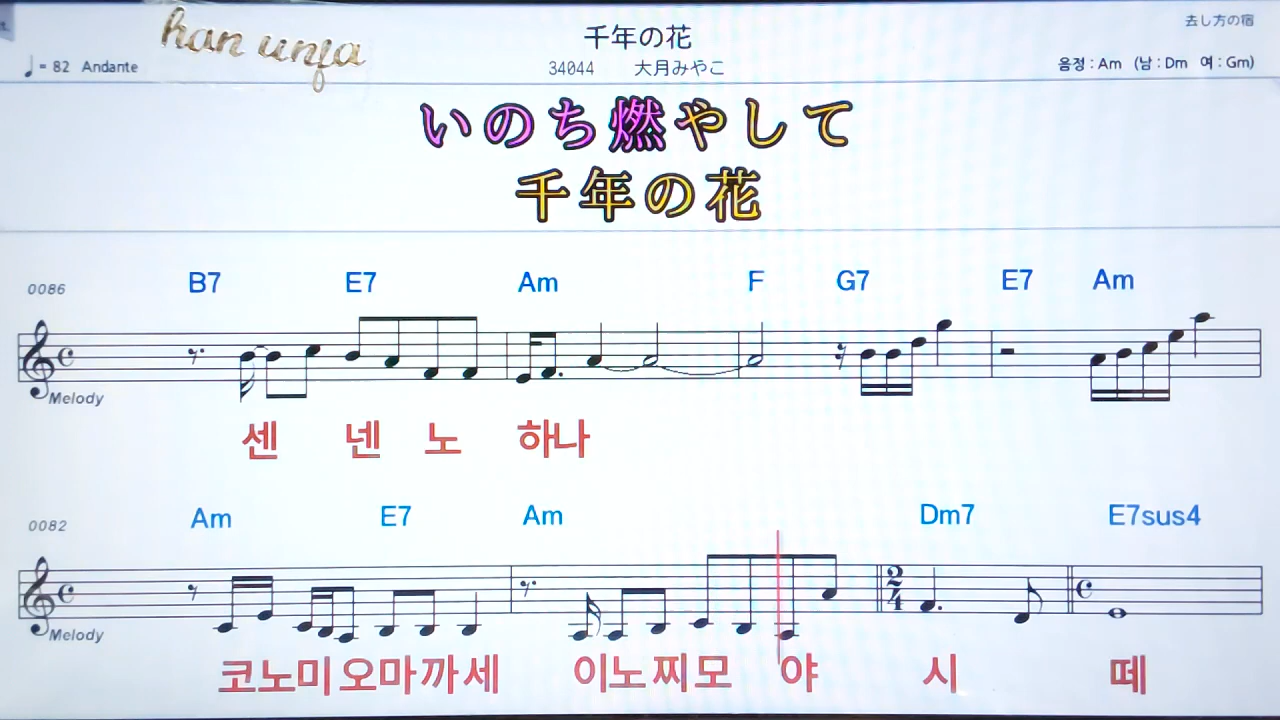 han unja
千年の花
去し方の宿
♩= 82 Andante
34044 大月みやこ
음정 : Am (남 : Dm 여 : Gm)
いのち燃やして
千年の花
0086 B7 E7 Am F G7 E7 Am
Melody
센 넨 노 하나
0082 Am E7 Am Dm7 E7sus4
2
4
Melody
코노미 오마까세 이노찌모 야 시 떼